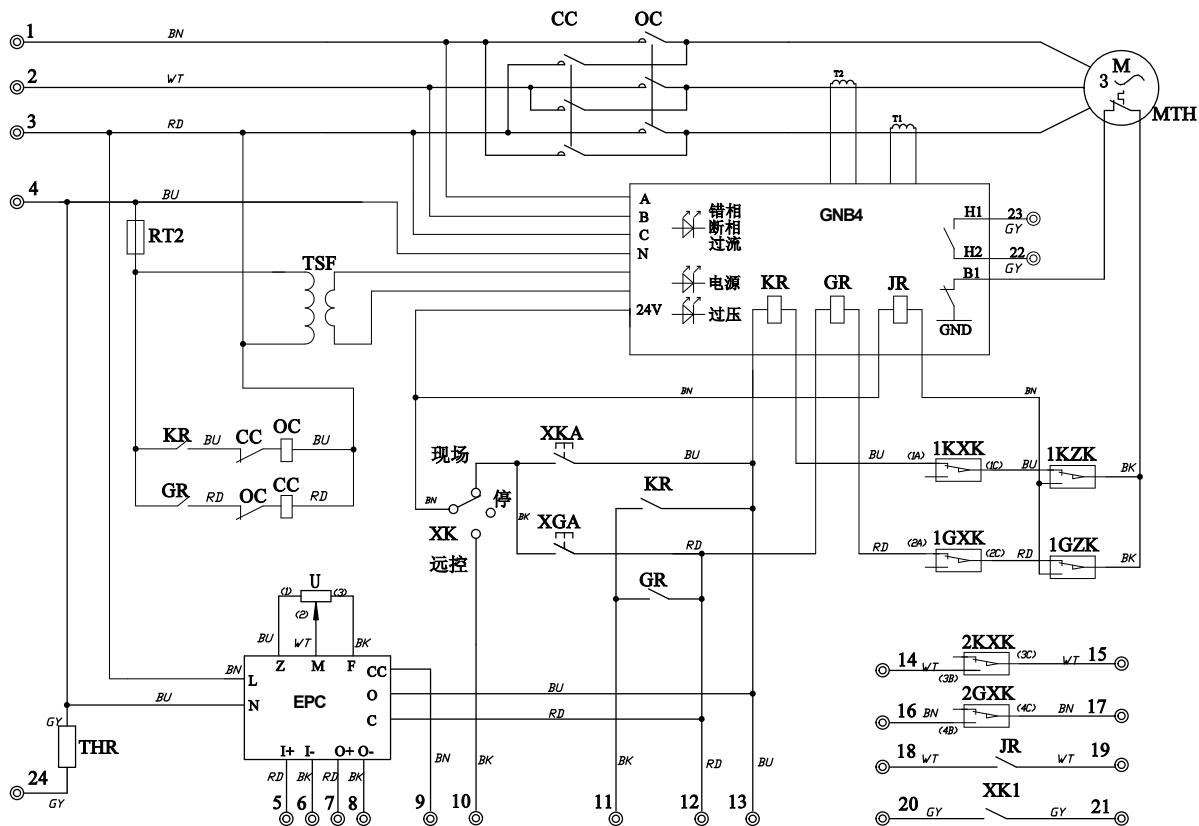 CC OC
1 BN
2 WT
3 RD
4 BU
M
3
MTH
T2
T1
RT2
TSF
A
B
C
N
24V
错相
断相
过流
电源
过压
GNB4
KR GR JR
H1 23
GY
H2 22
GY
B1
GND
BN BN
KR BU CC OC BU
GR RD OC CC RD
现场
停
BN
XK
远控
BK
XKA BU
KR
XGA RD
GR
BU (1A) 1KXK (1C) BU 1KZK BK
RD (2A) 1GXK (2C) RD 1GZK BK
U
(1) (2) (3)
BU WT BK
Z M F
BN L
BU N
EPC
CC
O BU
C RD
I+ I- O+ O-
RD BK RD BK BN BK BK RD BU
5 6 7 8 9 10 11 12 13
GY
THR
24
GY
14 WT (3B) 2KXK (3C) WT 15
16 BN (4B) 2GXK (4C) BN 17
18 WT JR WT 19
20 GY XK1 GY 21